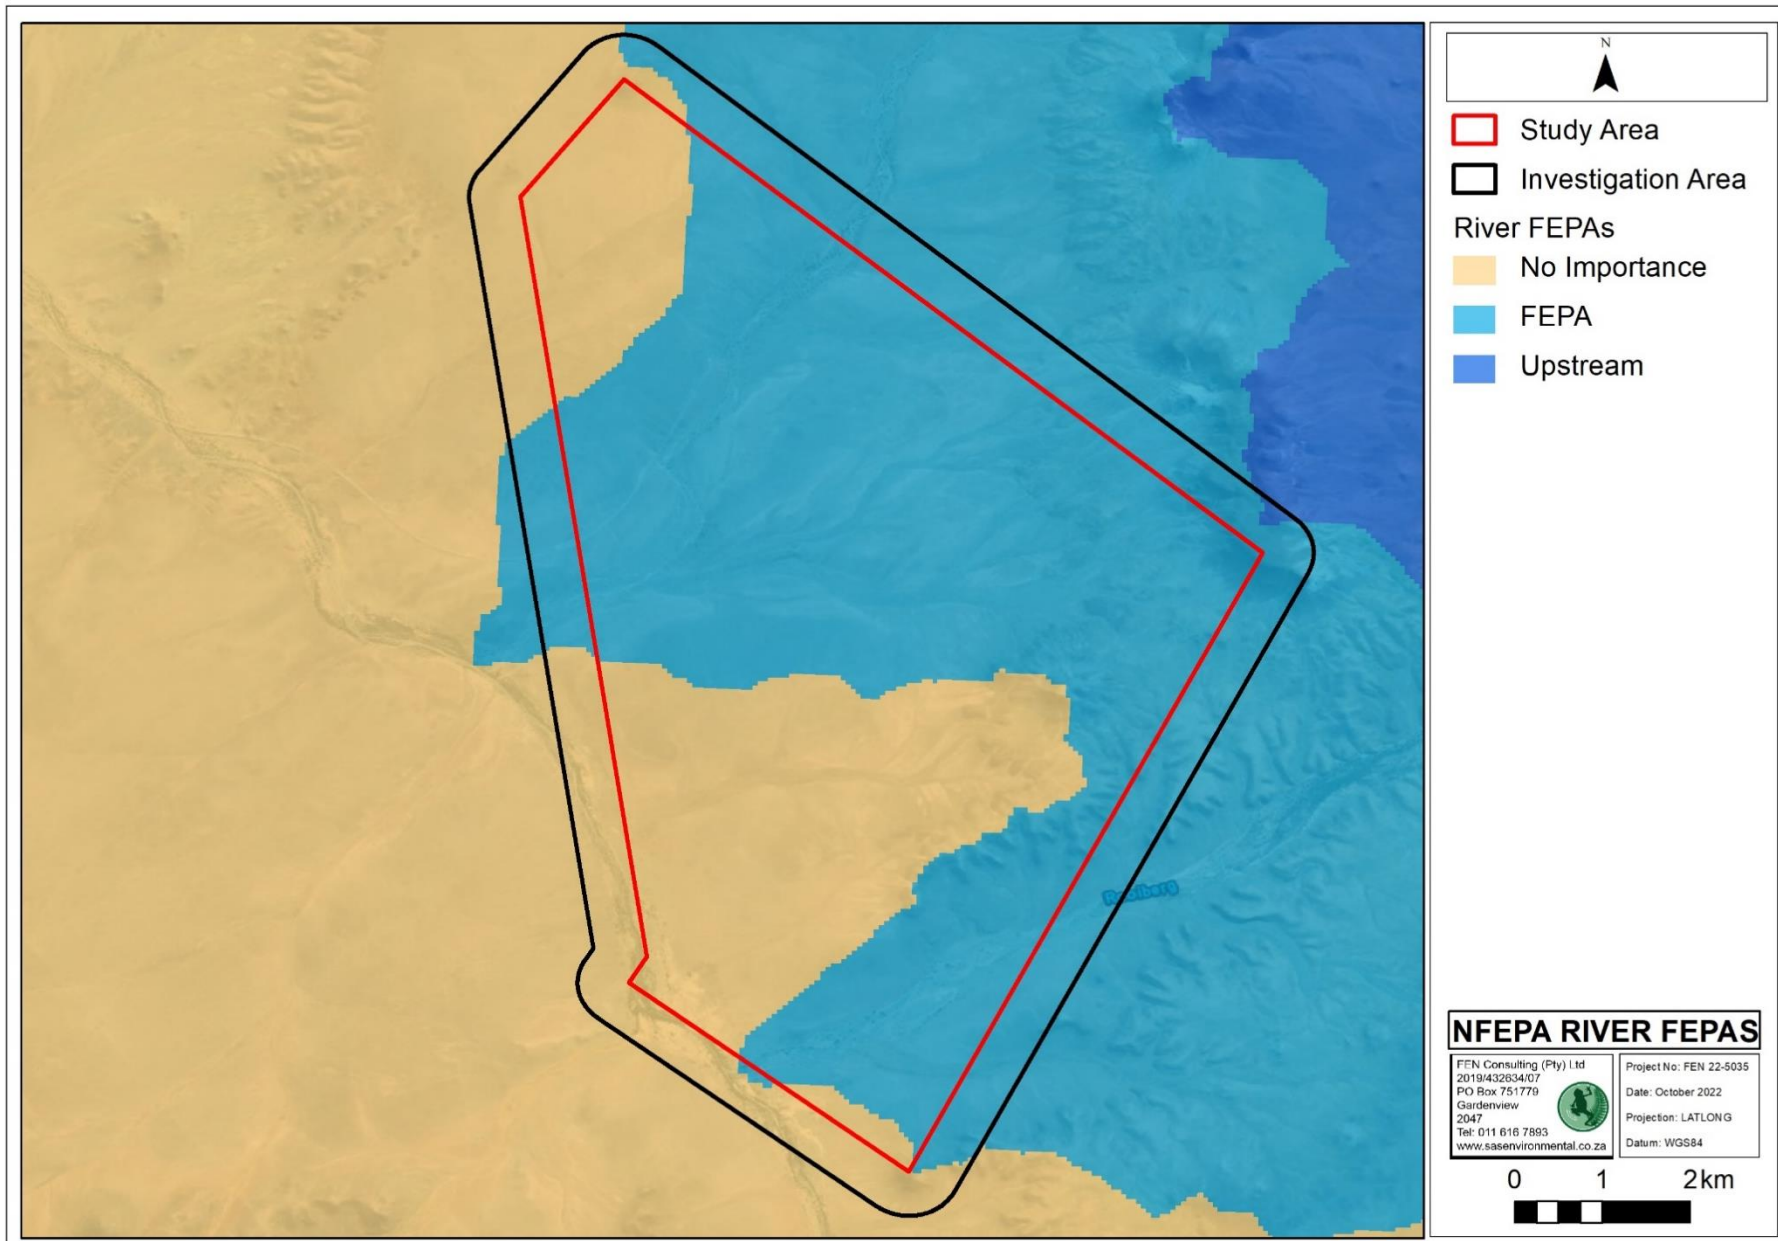 N
Study Area
Investigation Area
River FEPAs
No Importance
FEPA
Upstream
Rooiberg
NFEPA RIVER FEPAS
FEN Consulting (Pty) Ltd
2019/432634/07
PO Box 751779
Gardenview
2047
Tel: 011 616 7893
www.sasenvironmental.co.za
Project No: FEN 22-5035
Date: October 2022
Projection: LATLONG
Datum: WGS84
0 1 2km